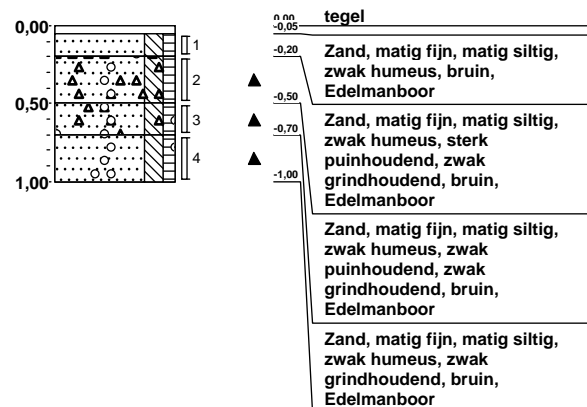 0,00
0,50
1,00
1
2
3
4
0,00
-0,05
-0,20
-0,50
-0,70
-1,00
tegel
Zand, matig fijn, matig siltig,
zwak humeus, bruin,
Edelmanboor
Zand, matig fijn, matig siltig,
zwak humeus, sterk
puinhoudend, zwak
grindhoudend, bruin,
Edelmanboor
Zand, matig fijn, matig siltig,
zwak humeus, zwak
puinhoudend, zwak
grindhoudend, bruin,
Edelmanboor
Zand, matig fijn, matig siltig,
zwak humeus, zwak
grindhoudend, bruin,
Edelmanboor